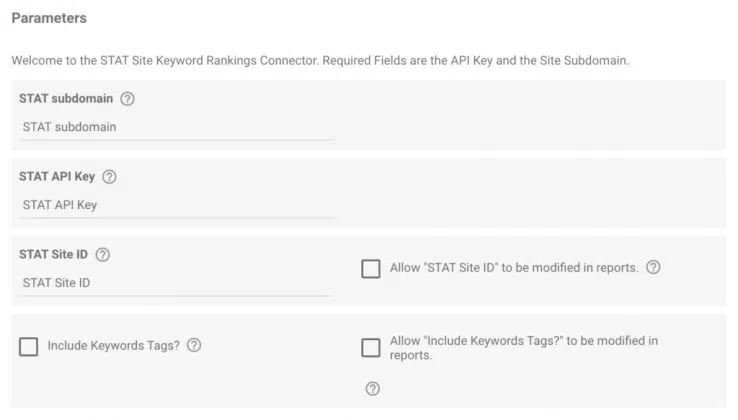 Parameters
Welcome to the STAT Site Keyword Rankings Connector. Required Fields are the API Key and the Site Subdomain.
STAT subdomain
STAT subdomain
STAT API Key
STAT API Key
STAT Site ID
Allow "STAT Site ID" to be modified in reports.
STAT Site ID
Include Keywords Tags?
Allow "Include Keywords Tags?" to be modified in
reports.